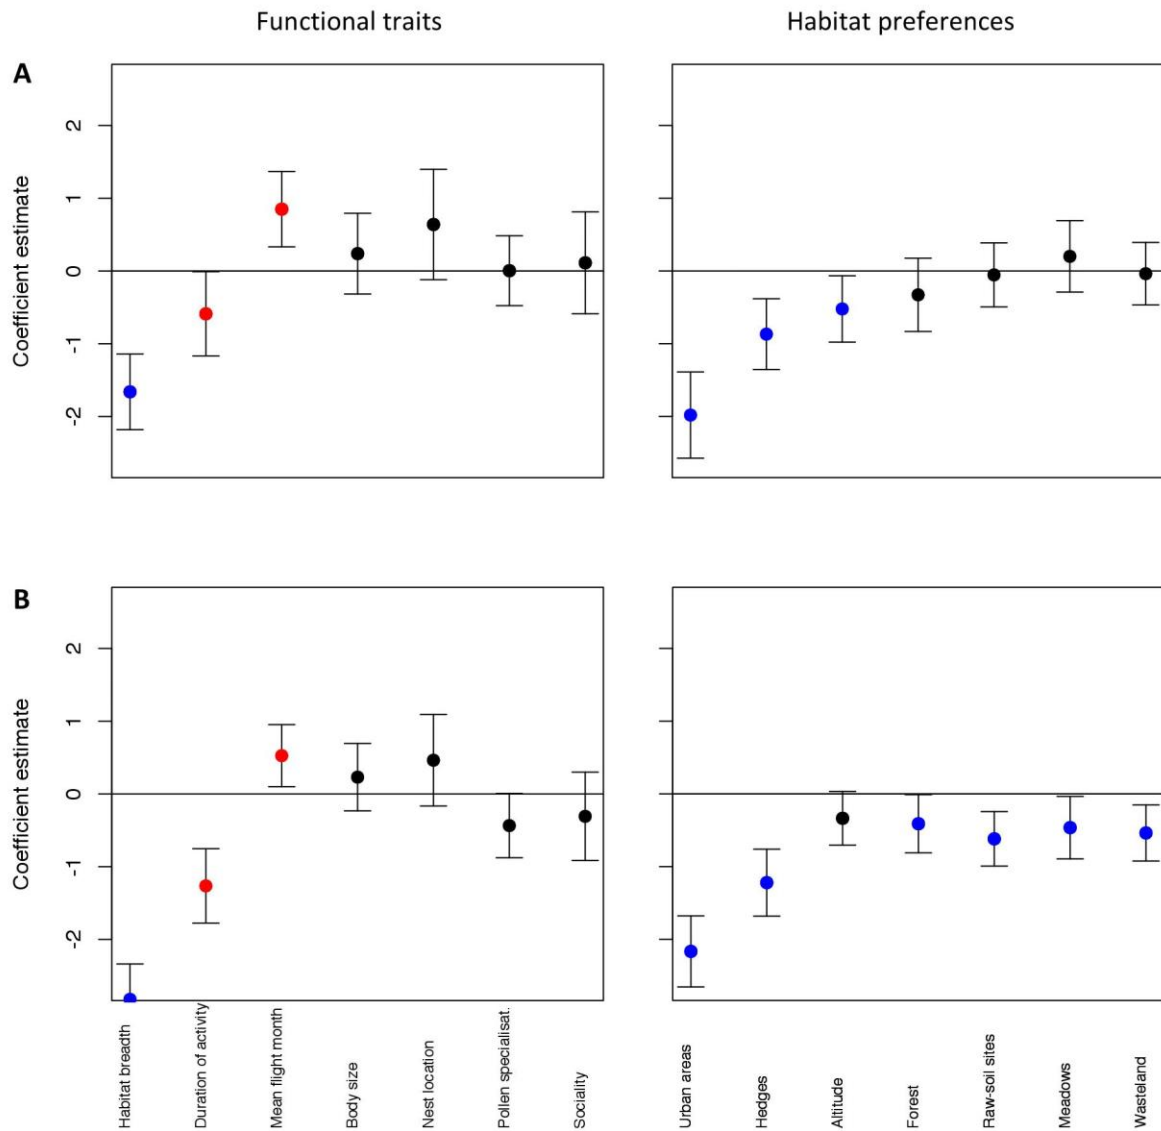 Functional traits
Habitat preferences
A
Coefficient estimate
2
1
0
-1
-2
B
Coefficient estimate
2
1
0
-1
-2
Habitat breadth
Duration of activity
Mean flight month
Body size
Nest location
Pollen specialisat.
Sociality
Urban areas
Hedges
Altitude
Forest
Raw-soil sites
Meadows
Wasteland